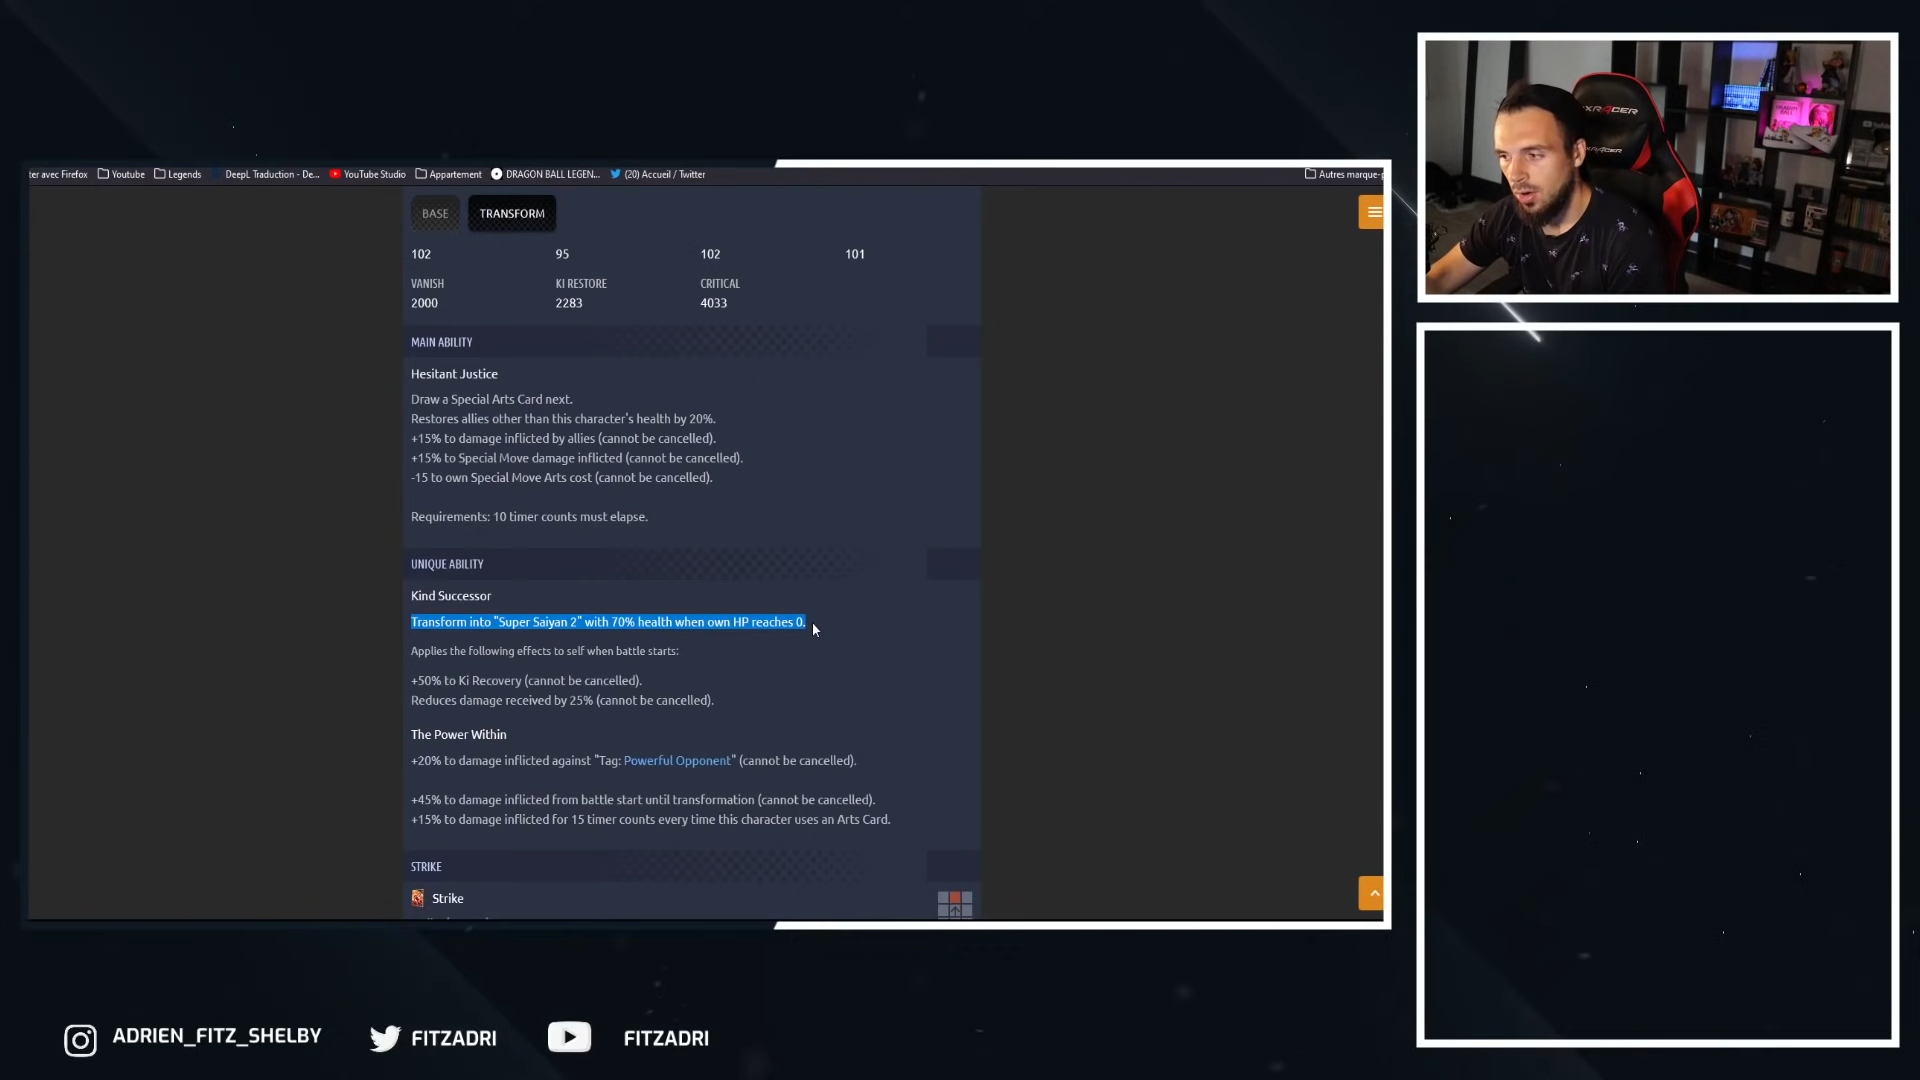 ter avec Firefox Youtube Legends DeepL Traduction - De... YouTube Studio Appartement DRAGON BALL LEGEN... (20) Accueil / Twitter Autres marque-p
BASE TRANSFORM
102 95 102 101
VANISH KI RESTORE CRITICAL
2000 2283 4033
MAIN ABILITY
Hesitant Justice
Draw a Special Arts Card next.
Restores allies other than this character's health by 20%.
+15% to damage inflicted by allies (cannot be cancelled).
+15% to Special Move damage inflicted (cannot be cancelled).
-15 to own Special Move Arts cost (cannot be cancelled).
Requirements: 10 timer counts must elapse.
UNIQUE ABILITY
Kind Successor
Transform into "Super Saiyan 2" with 70% health when own HP reaches 0.
Applies the following effects to self when battle starts:
+50% to Ki Recovery (cannot be cancelled).
Reduces damage received by 25% (cannot be cancelled).
The Power Within
+20% to damage inflicted against "Tag: Powerful Opponent" (cannot be cancelled).
+45% to damage inflicted from battle start until transformation (cannot be cancelled).
+15% to damage inflicted for 15 timer counts every time this character uses an Arts Card.
STRIKE
Strike
ADRIEN_FITZ_SHELBY FITZADRI FITZADRI